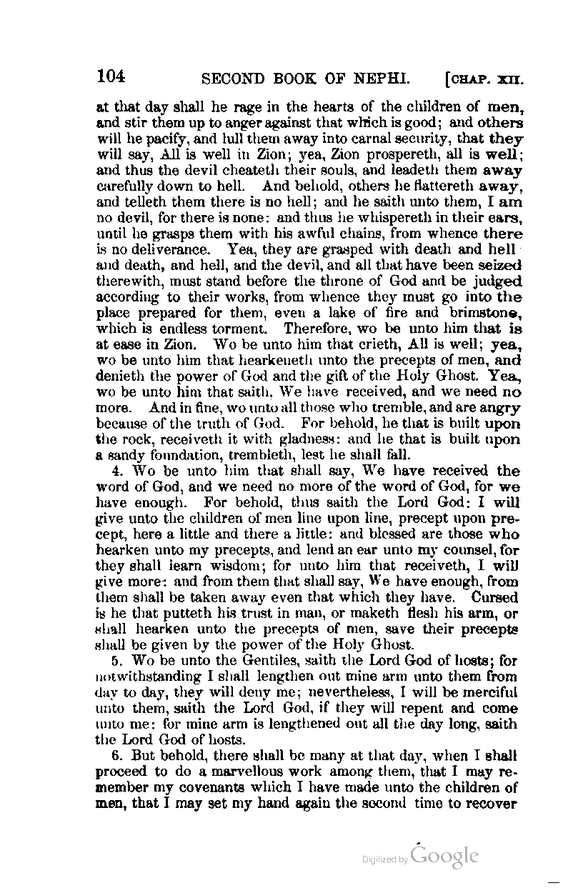 104 SECOND BOOK OF NEPHI. [CHAP. XII.
at that day shall he rage in the hearts of the children of men,
and stir them up to anger against that which is good; and others
will he pacify, and lull them away into carnal security, that they
will say, All is well in Zion; yea, Zion prospereth, all is well;
and thus the devil cheateth their souls, and leadeth them away
carefully down to hell. And behold, others he flattereth away,
and telleth them there is no hell; and he saith unto them, I am
no devil, for there is none: and thus he whispereth in their ears,
until he grasps them with his awful chains, from whence there
is no deliverance. Yea, they are grasped with death and hell
and death, and hell, and the devil, and all that have been seized
therewith, must stand before the throne of God and be judged
according to their works, from whence they must go into the
place prepared for them, even a lake of fire and brimstone,
which is endless torment. Therefore, wo be unto him that is
at ease in Zion. Wo be unto him that crieth, All is well; yea,
wo be unto him that hearkeneth unto the precepts of men, and
denieth the power of God and the gift of the Holy Ghost. Yea,
wo be unto him that saith, We have received, and we need no
more. And in fine, wo unto all those who tremble, and are angry
because of the truth of God. For behold, he that is built upon
the rock, receiveth it with gladness: and he that is built upon
a sandy foundation, trembleth, lest he shall fall.
4. Wo be unto him that shall say, We have received the
word of God, and we need no more of the word of God, for we
have enough. For behold, thus saith the Lord God: I will
give unto the children of men line upon line, precept upon pre-
cept, here a little and there a little: and blessed are those who
hearken unto my precepts, and lend an ear unto my counsel, for
they shall learn wisdom; for unto him that receiveth, I will
give more: and from them that shall say, We have enough, from
them shall be taken away even that which they have. Cursed
is he that putteth his trust in man, or maketh flesh his arm, or
shall hearken unto the precepts of men, save their precepts
shall be given by the power of the Holy Ghost.
5. Wo be unto the Gentiles, saith the Lord God of hosts; for
notwithstanding I shall lengthen out mine arm unto them from
day to day, they will deny me; nevertheless, I will be merciful
unto them, saith the Lord God, if they will repent and come
unto me: for mine arm is lengthened out all the day long, saith
the Lord God of hosts.
6. But behold, there shall be many at that day, when I shall
proceed to do a marvellous work among them, that I may re-
member my covenants which I have made unto the children of
men, that I may set my hand again the second time to recover
Digitized by Google